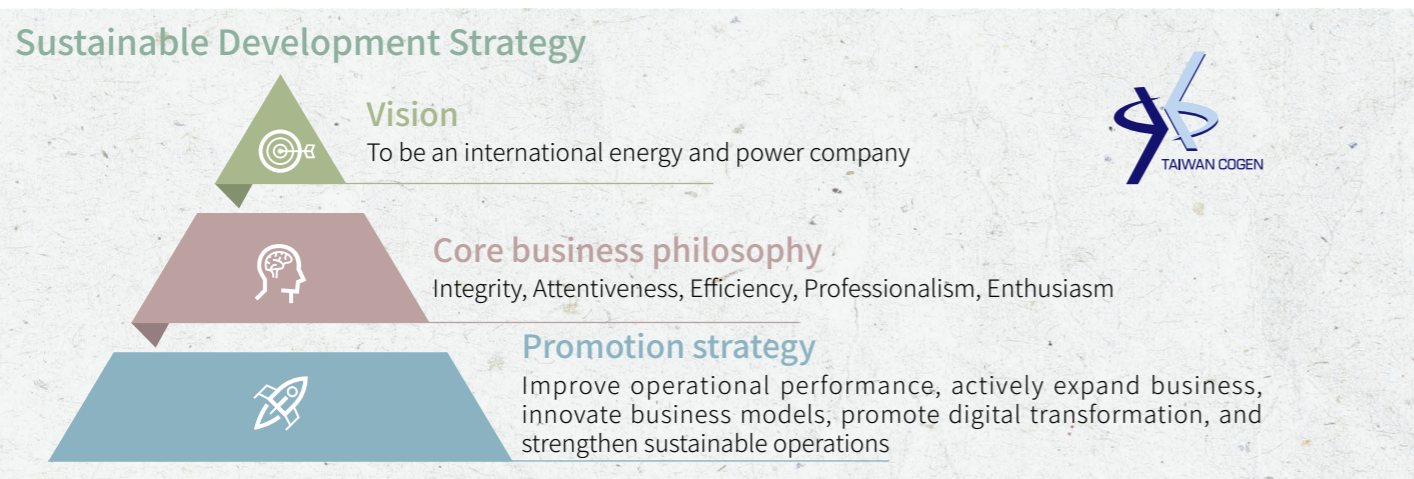 Sustainable Development Strategy
Vision
To be an international energy and power company
TAIWAN COGEN
Core business philosophy
Integrity, Attentiveness, Efficiency, Professionalism, Enthusiasm
Promotion strategy
Improve operational performance, actively expand business,
innovate business models, promote digital transformation, and
strengthen sustainable operations